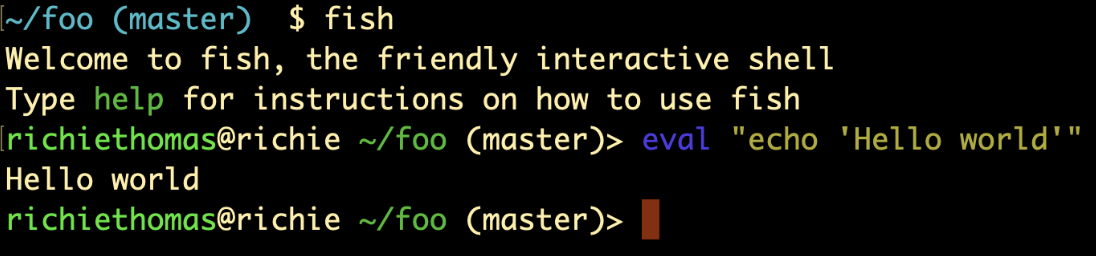 [~/foo (master)  $ fish
Welcome to fish, the friendly interactive shell
Type help for instructions on how to use fish
[richiethomas@richie ~/foo (master)> eval "echo 'Hello world'"
Hello world
richiethomas@richie ~/foo (master)>